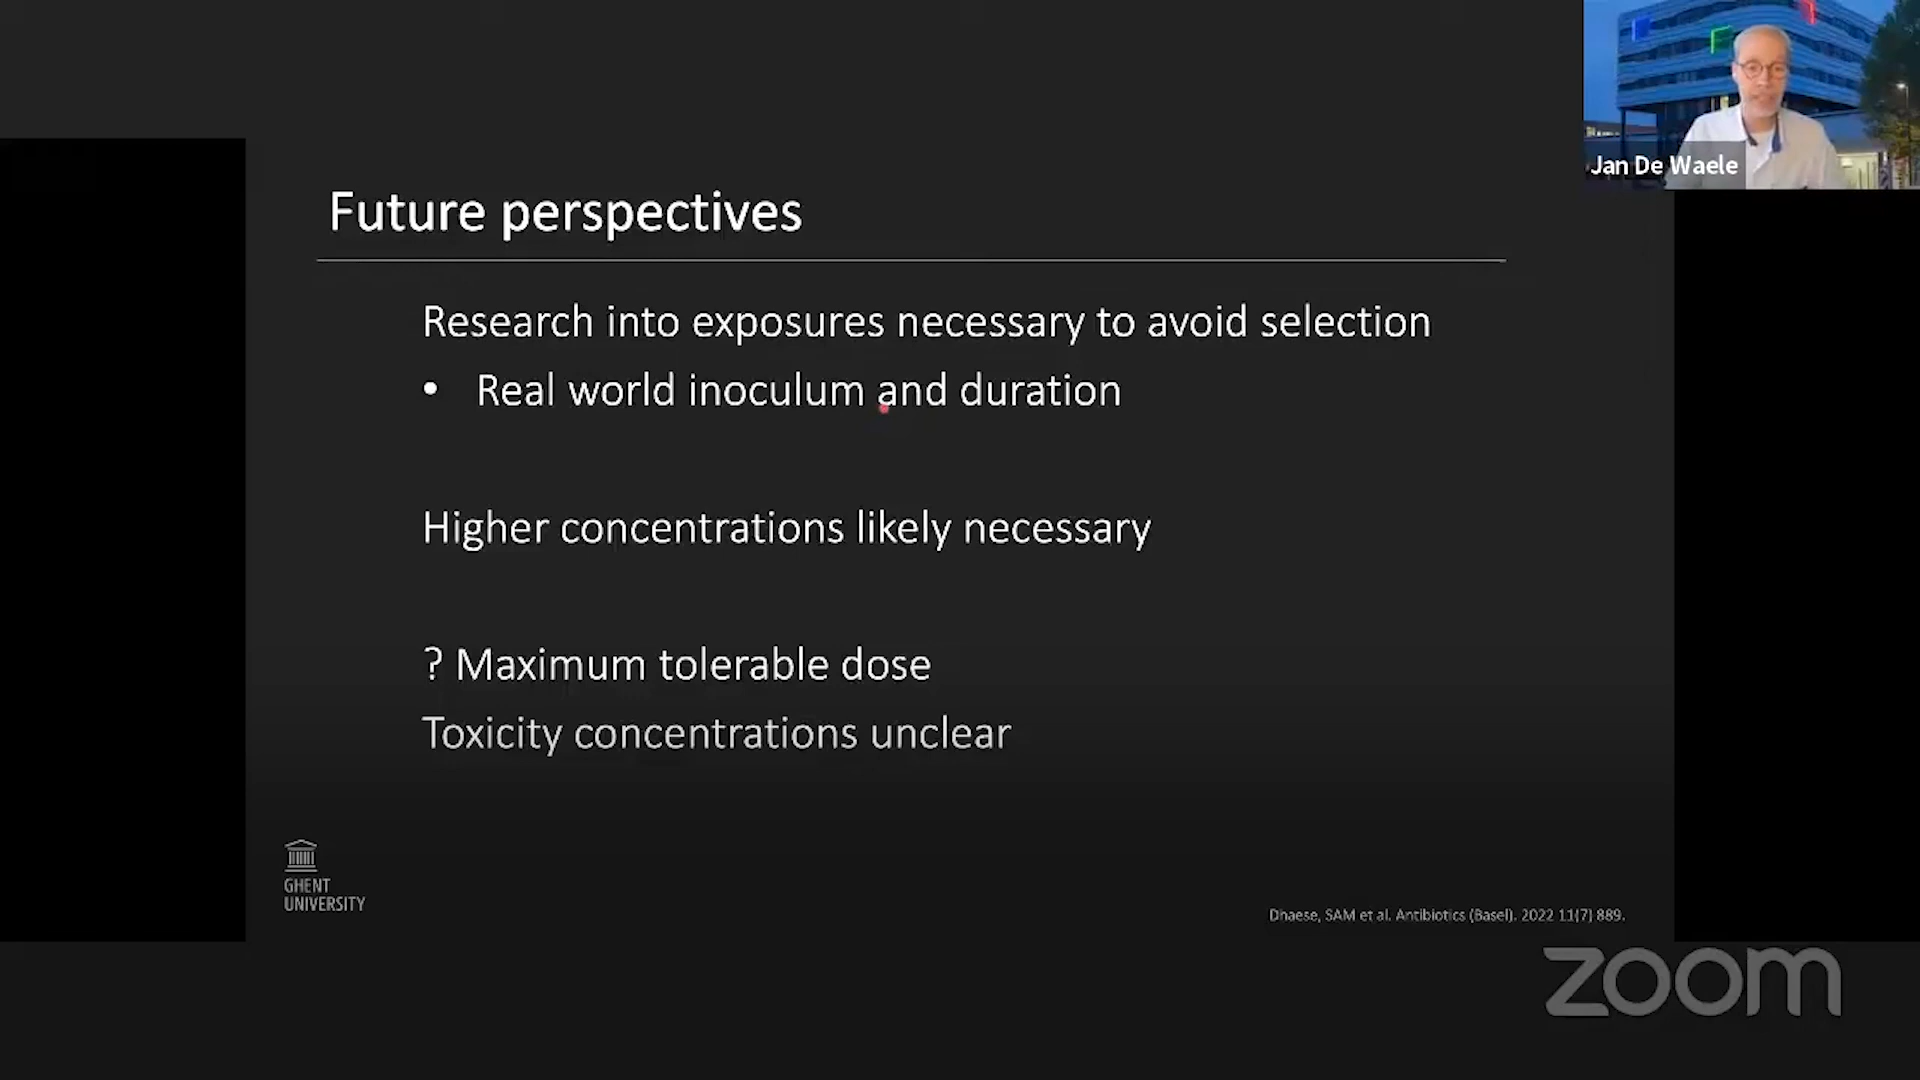 Jan De Waele
Future perspectives
Research into exposures necessary to avoid selection
• Real world inoculum and duration
Higher concentrations likely necessary
? Maximum tolerable dose
Toxicity concentrations unclear
GHENT
UNIVERSITY
Dhaese, SAM et al. Antibiotics (Basel). 2022 11(7) 889.
zoom